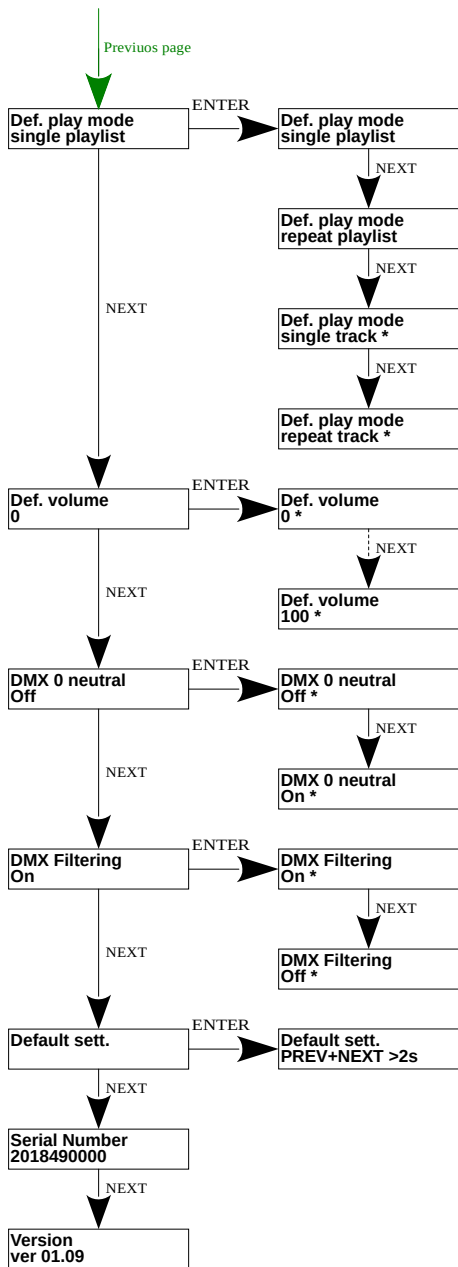 Previuos page
Def. play mode
single playlist
ENTER
Def. play mode
single playlist
NEXT
Def. play mode
repeat playlist
NEXT
NEXT
Def. play mode
single track *
NEXT
Def. play mode
repeat track *
Def. volume
0
ENTER
Def. volume
0 *
NEXT
NEXT
Def. volume
100 *
DMX 0 neutral
Off
ENTER
DMX 0 neutral
Off *
NEXT
NEXT
DMX 0 neutral
On *
DMX Filtering
On
ENTER
DMX Filtering
On *
NEXT
NEXT
DMX Filtering
Off *
Default sett.
ENTER
Default sett.
PREV+NEXT >2s
NEXT
Serial Number
2018490000
NEXT
Version
ver 01.09